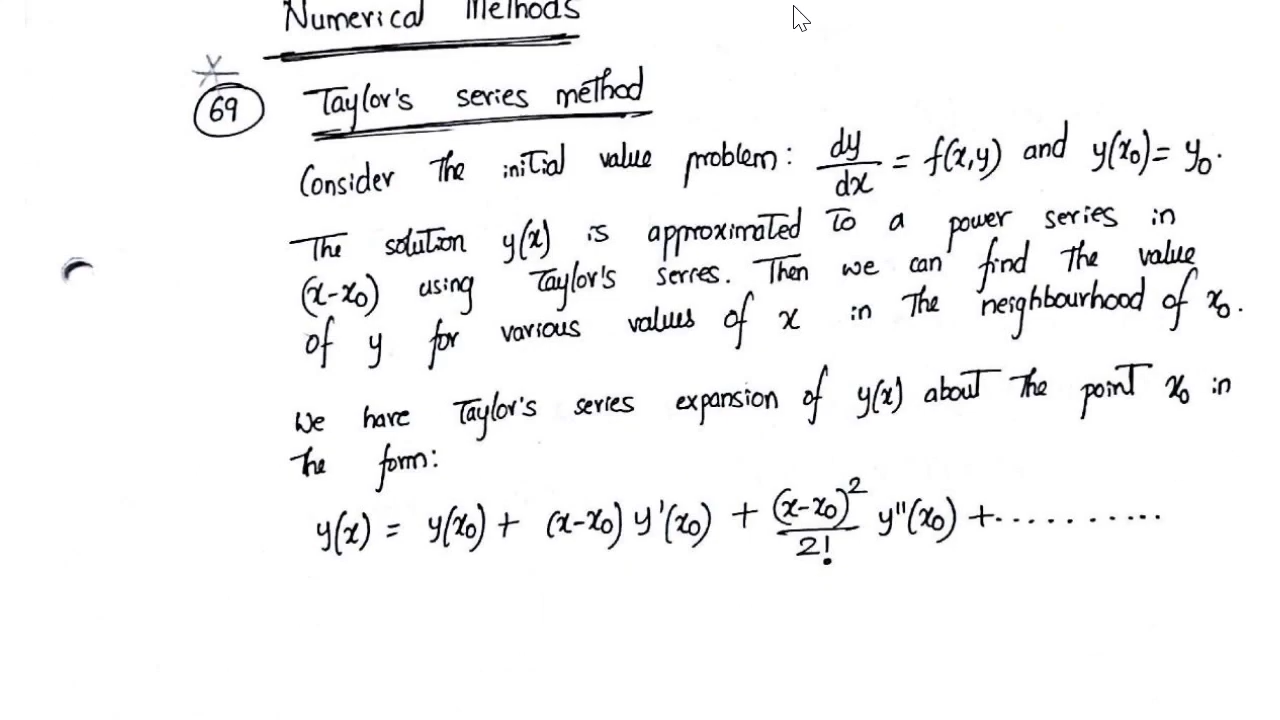 Numerical Methods
69 Taylor's series method
Consider the initial value problem: dy/dx = f(x,y) and y(x₀) = y₀.
The solution y(x) is approximated to a power series in
(x-x₀) using Taylor's serres. Then we can find the value
of y for various values of x in the neighbourhood of x₀.
We have Taylor's series expansion of y(x) about the point x₀ in
the form:
y(x) = y(x₀) + (x-x₀) y'(x₀) + (x-x₀)²/2! y''(x₀) + ...........